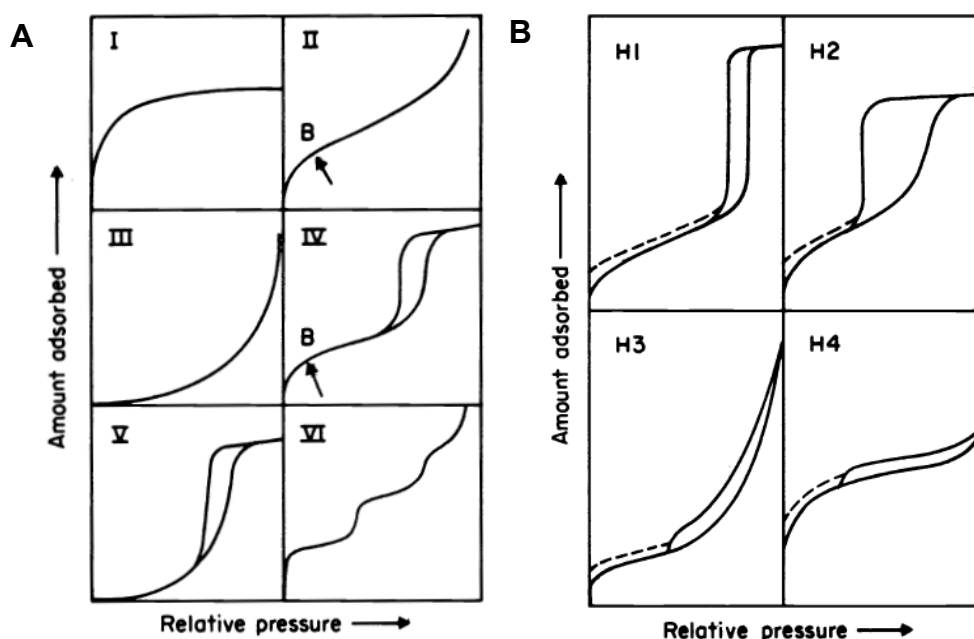 A
I
II
B
III
IV
B
V
VI
Amount adsorbed
Relative pressure
B
H1
H2
H3
H4
Amount adsorbed
Relative pressure